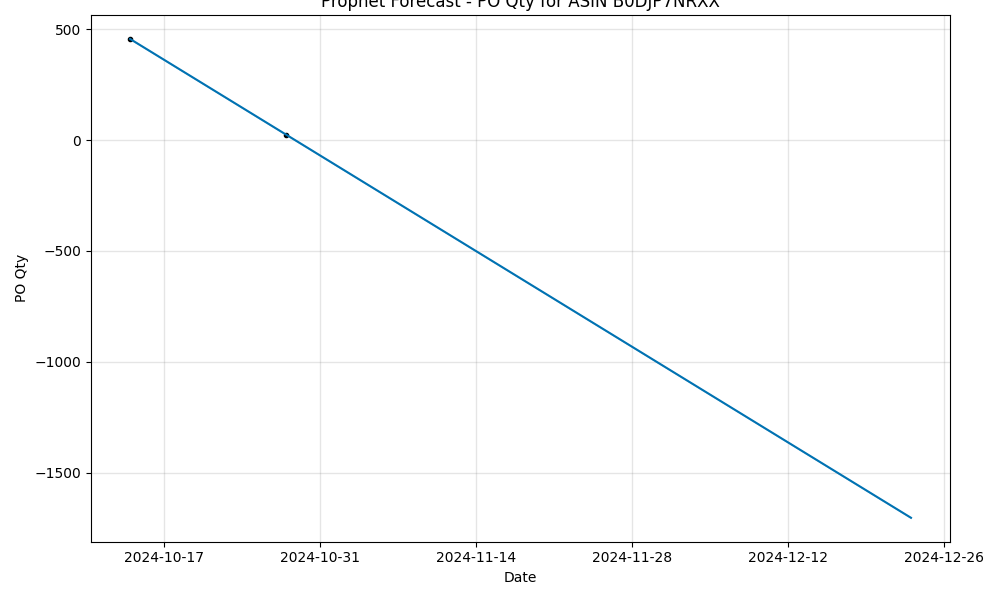 Prophet Forecast - PO Qty for ASIN B0DJP7NRXX
500
0
−500
−1000
−1500
PO Qty
2024-10-17 2024-10-31 2024-11-14 2024-11-28 2024-12-12 2024-12-26
Date